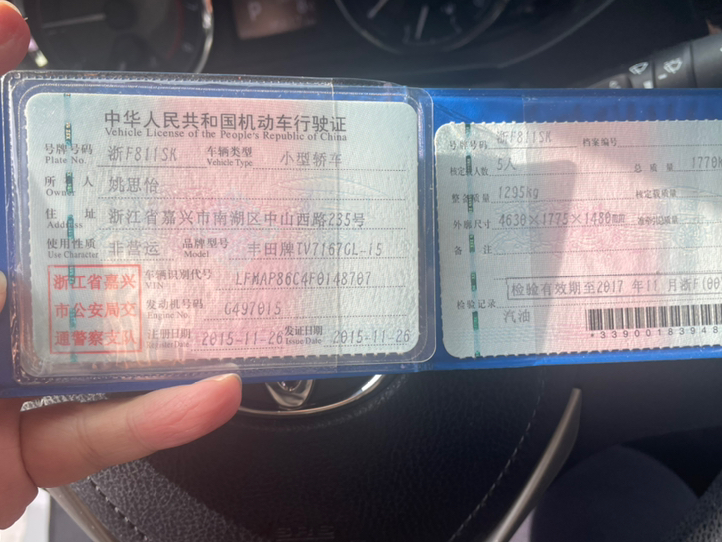 中华人民共和国机动车行驶证
Vehicle License of the People's Republic of China
号牌号码 浙F811SK 车辆类型 小型轿车
Plate No. Vehicle Type
所有人 姚思怡
Owner
住址 浙江省嘉兴市南湖区中山西路235号
Address
使用性质 非营运 品牌型号 丰田牌TV7167GL-i5
Use Character Model
浙江省嘉兴
市公安局交
通警察支队
车辆识别代号 LFMAP86C4F0148707
VIN
发动机号码 G497015
Engine No.
注册日期 2015-11-26 发证日期 2015-11-26
Issue Date
号牌号码 浙F811SK 档案编号
核定载人数 5人 总质量 1770K
整备质量 1295kg 核定载质量
外廓尺寸 4630×1775×1480mm
备注
检验有效期至2017 年11 月浙F(00
检验记录
汽油
*33900183948